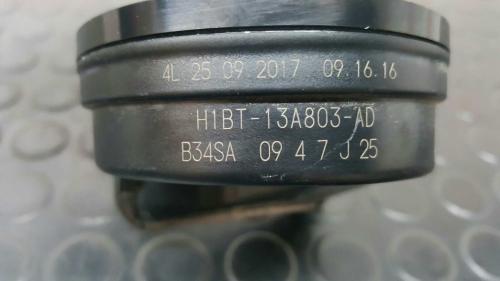 4L 25 09 2017 09.16.16
H1BT-13A803-AD
B34SA 09 4 7 J 25